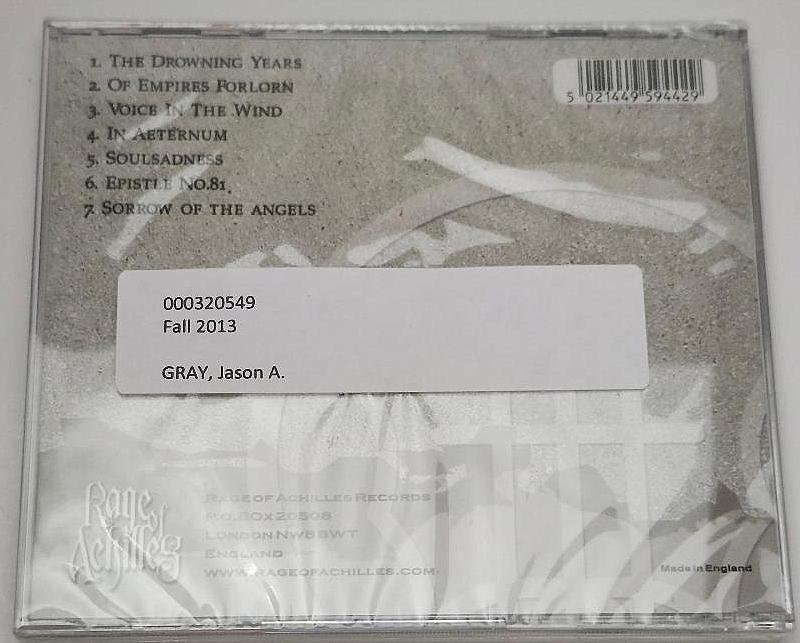 1. The Drowning Years
2. Of Empires Forlorn
3. Voice In The Wind
4. In Aeternum
5. Soulsadness
6. Epistle No.81.
7. Sorrow of the angels
5 021449 594429
000320549
Fall 2013
GRAY, Jason A.
Rage of Achilles
Rage of Achilles Records
P.O.Box 20508
London NW8 8WT
England
www.rageofachilles.com
Made in England